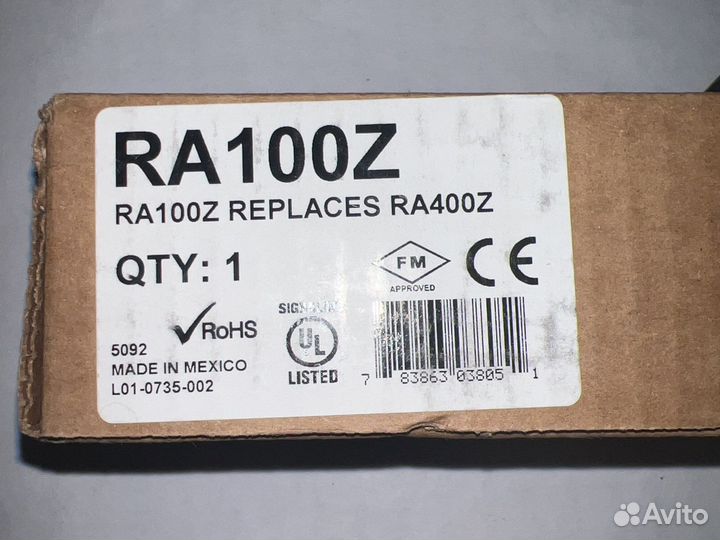 RA100Z
RA100Z REPLACES RA400Z
QTY: 1
FM
APPROVED
CE
RoHS
5092
MADE IN MEXICO
L01-0735-002
UL
LISTED
7 83863 03805 1
Avito